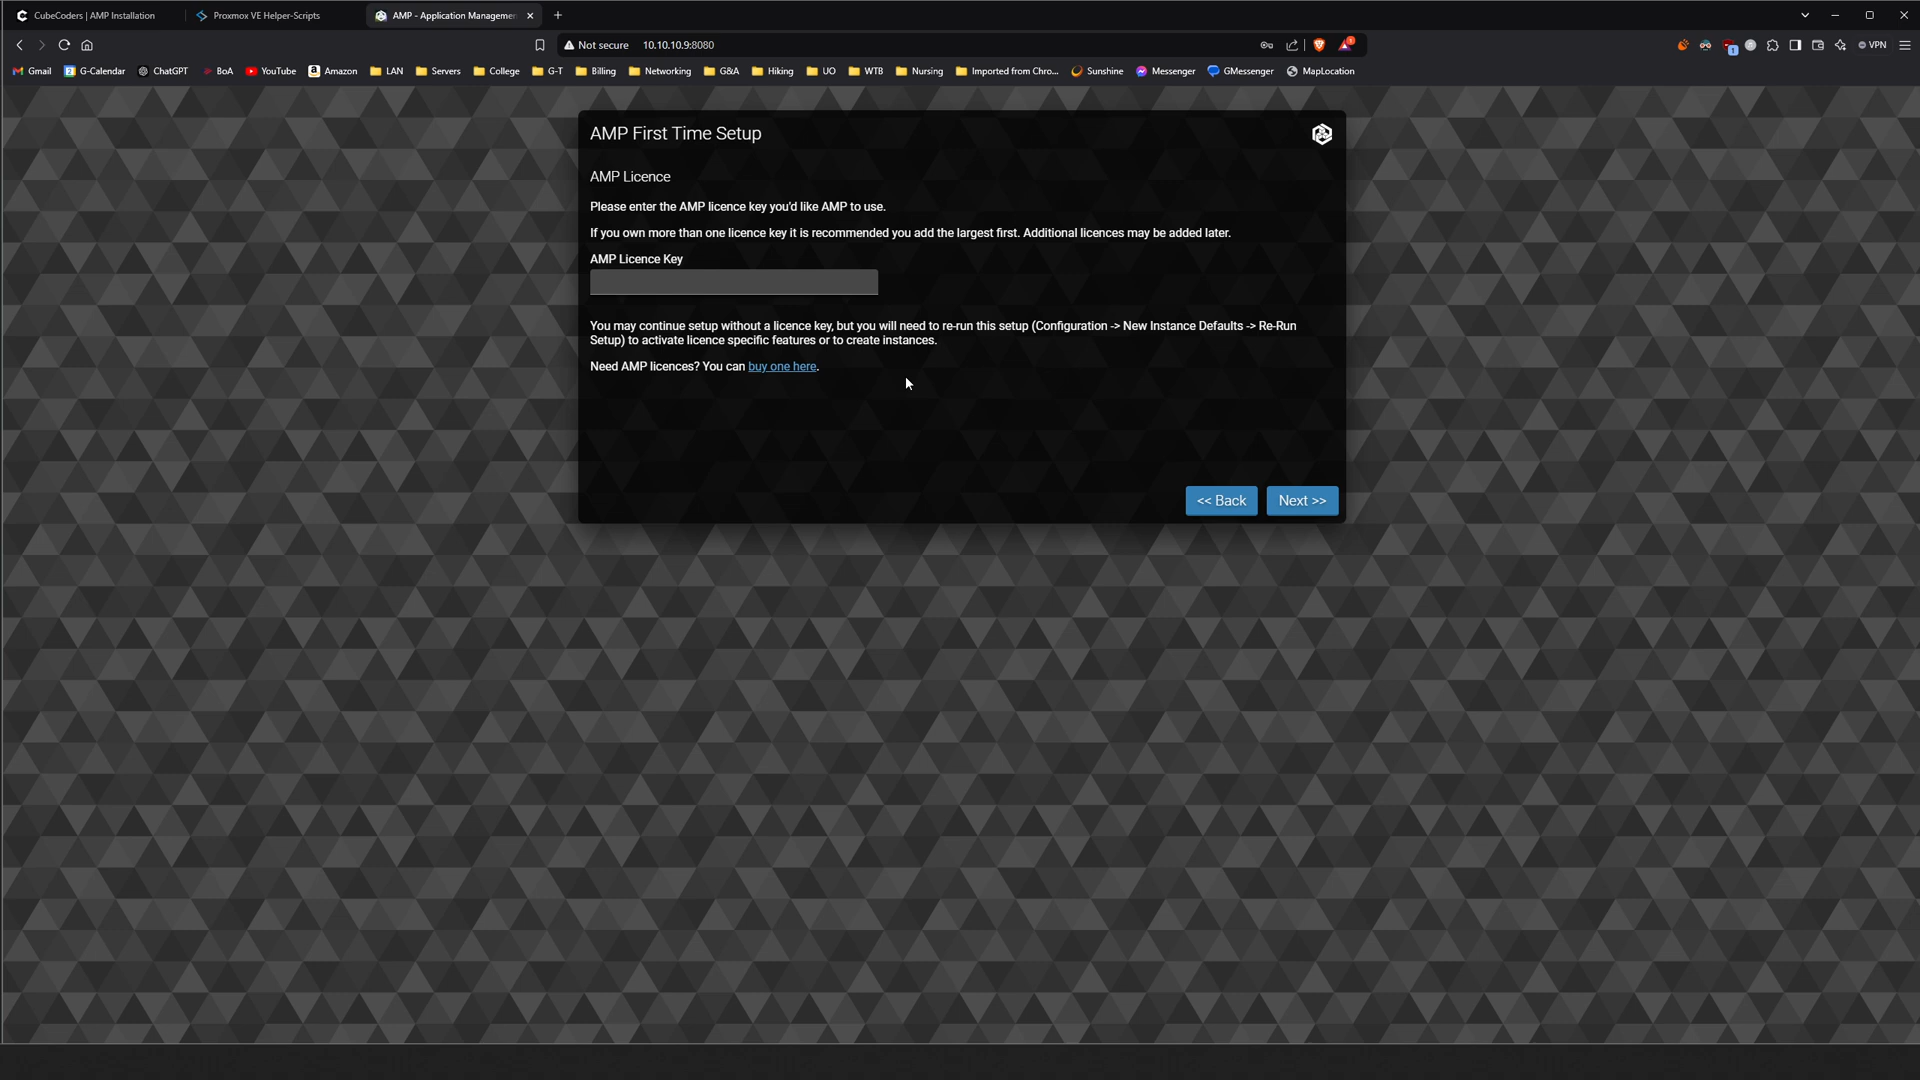 CubeCoders | AMP Installation
Proxmox VE Helper-Scripts
AMP - Application Managemen
Not secure 10.10.10.9:8080
1
1
VPN
Gmail
G-Calendar
ChatGPT
BoA
YouTube
Amazon
LAN
Servers
College
G-T
Billing
Networking
G&A
Hiking
UO
WTB
Nursing
Imported from Chro...
Sunshine
Messenger
GMessenger
MapLocation
AMP First Time Setup
AMP Licence
Please enter the AMP licence key you'd like AMP to use.
If you own more than one licence key it is recommended you add the largest first. Additional licences may be added later.
AMP Licence Key
You may continue setup without a licence key, but you will need to re-run this setup (Configuration -> New Instance Defaults -> Re-Run
Setup) to activate licence specific features or to create instances.
Need AMP licences? You can buy one here.
<< Back
Next >>